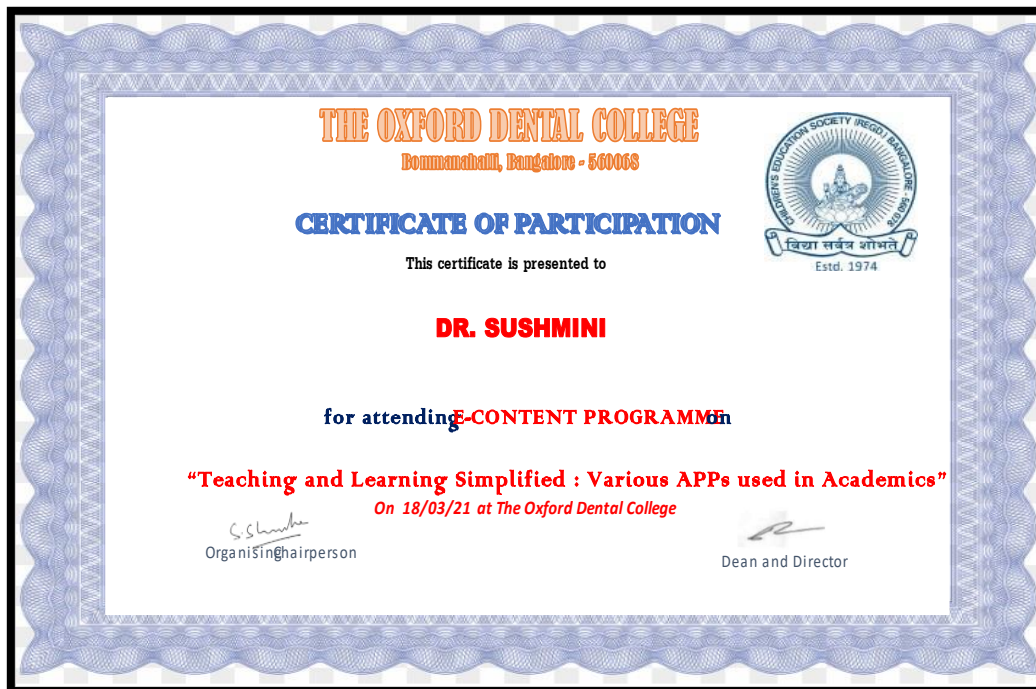 THE OXFORD DENTAL COLLEGE
Bommanahalli, Bangalore - 560068
CHILDREN'S EDUCATION SOCIETY (REGD.) BANGALORE - 560 078
विद्या सर्वत्र शोभते
Estd. 1974
CERTIFICATE OF PARTICIPATION
This certificate is presented to
DR. SUSHMINI
for attending E-CONTENT PROGRAMME on
“Teaching and Learning Simplified : Various APPs used in Academics”
On 18/03/21 at The Oxford Dental College
Organising Chairperson
Dean and Director